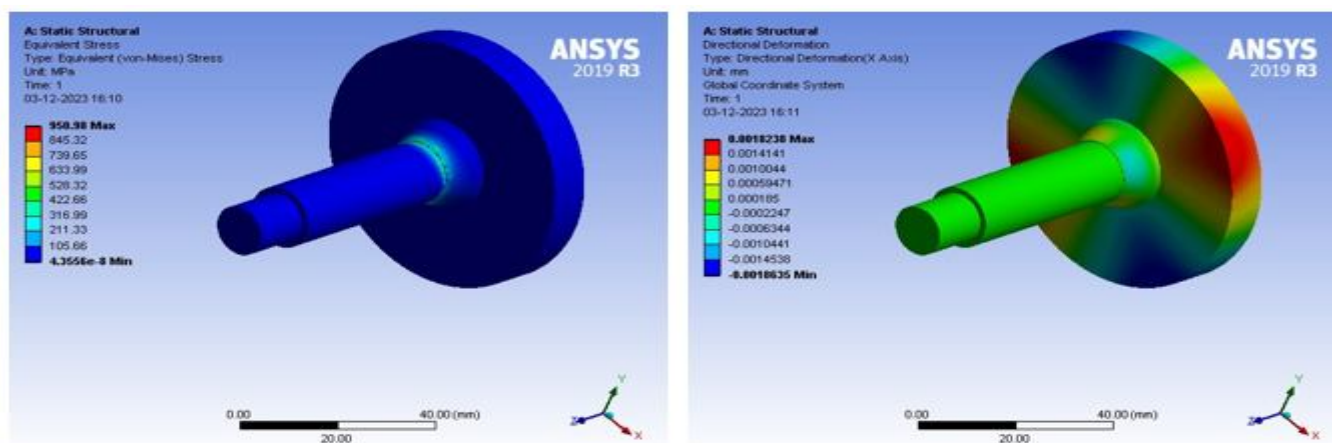 A: Static Structural
Equivalent Stress
Type: Equivalent (von-Mises) Stress
Unit: MPa
Time: 1
03-12-2023 16:10
950.98 Max
845.32
739.65
633.99
528.32
422.66
316.99
211.33
105.66
4.3556e-8 Min
ANSYS
2019 R3
0.00
40.00 (mm)
20.00
Y
Z
X
A: Static Structural
Directional Deformation
Type: Directional Deformation(X Axis)
Unit: mm
Global Coordinate System
Time: 1
03-12-2023 16:11
0.0018238 Max
0.0014141
0.0010044
0.00059471
0.000185
-0.0002247
-0.0006344
-0.0010441
-0.0014538
-0.0018635 Min
ANSYS
2019 R3
0.00
40.00 (mm)
20.00
Y
Z
X